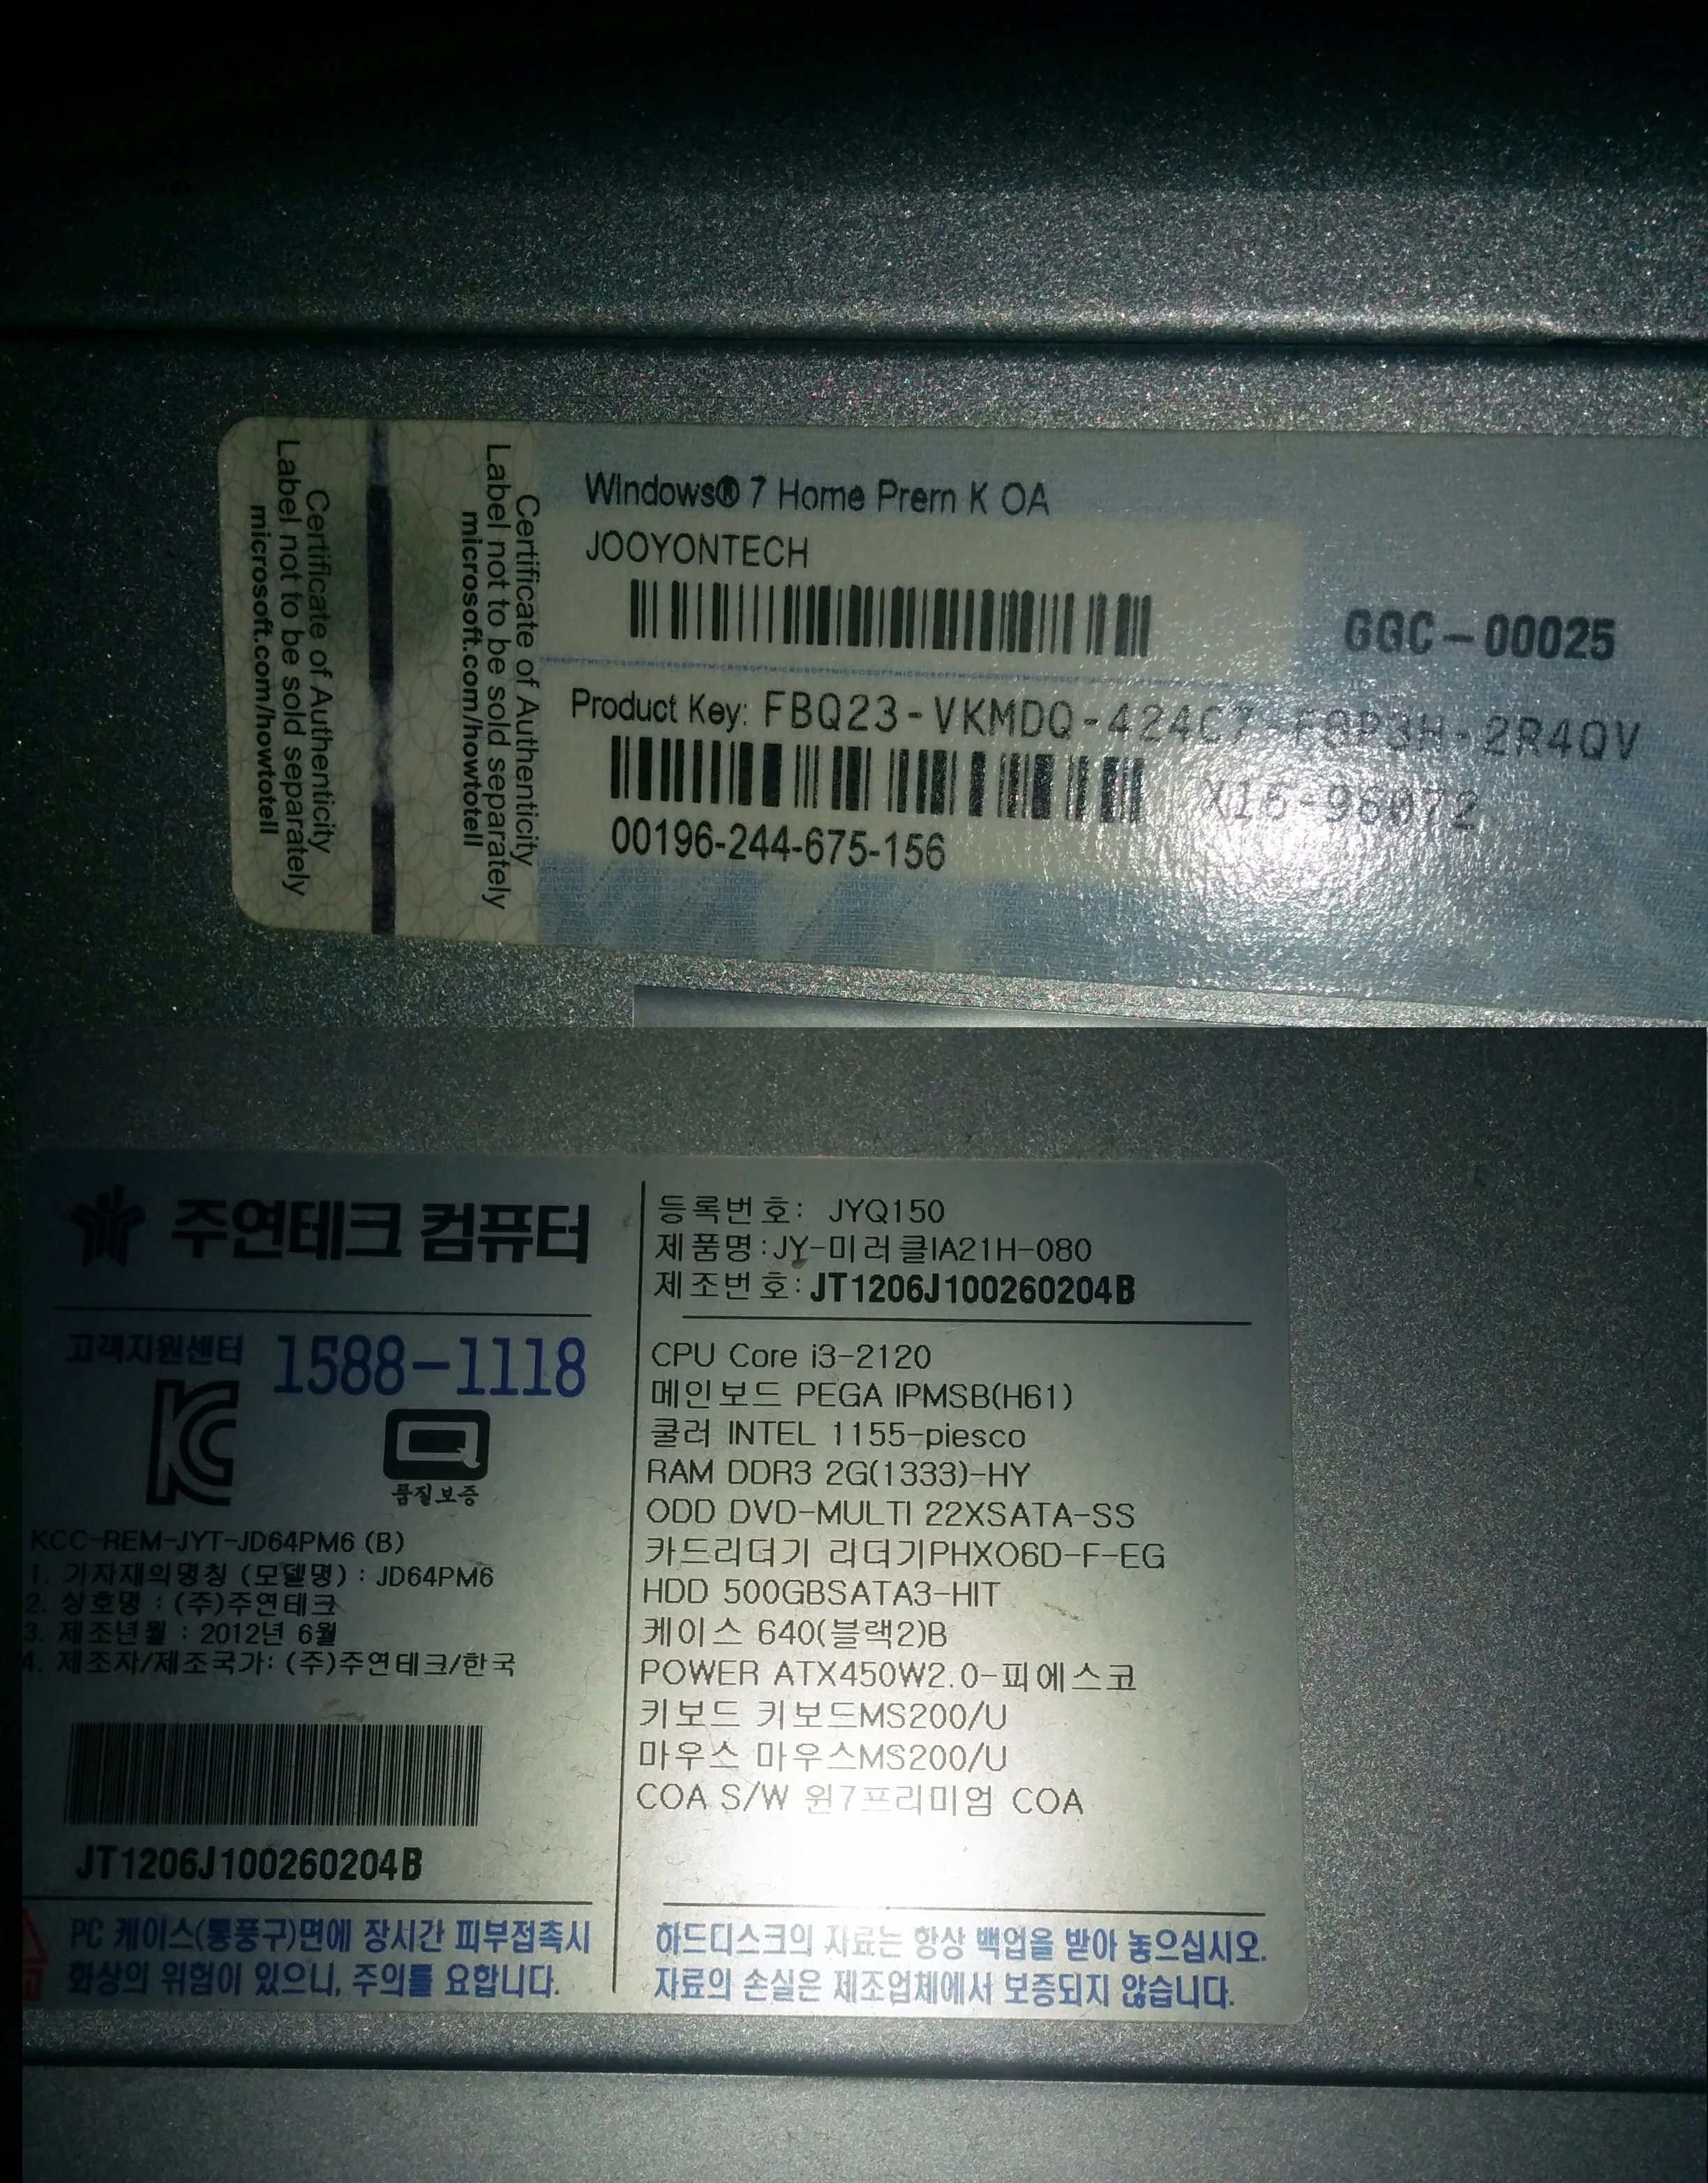 Certificate of Authenticity
Label not to be sold separately
microsoft.com/howtotell
Certificate of Authenticity
Label not to be sold separately
microsoft.com/howtotell
Windows® 7 Home Prem K OA
JOOYONTECH
GGC-00025
Product Key: FBQ23-VKMDQ-424C7 2R4QV
X16-96072
00196-244-675-156
주연테크 컴퓨터
고객지원센터 1588-1118
품질보증
KCC-REM-JYT-JD64PM6 (B)
1. 기자재의명칭 (모델명) : JD64PM6
2. 상호명 : (주)주연테크
3. 제조년월 : 2012년 6월
4. 제조자/제조국가: (주)주연테크/한국
JT1206J100260204B
PC 케이스(통풍구)면에 장시간 피부접촉시
화상의 위험이 있으니, 주의를 요합니다.
등록번호: JYQ150
제품명:JY-미러클IA21H-080
제조번호: JT1206J100260204B
CPU Core i3-2120
메인보드 PEGA IPMSB(H61)
쿨러 INTEL 1155-piesco
RAM DDR3 2G(1333)-HY
ODD DVD-MULTI 22XSATA-SS
카드리더기 리더기PHXO6D-F-EG
HDD 500GBSATA3-HIT
케이스 640(블랙2)B
POWER ATX450W2.0-피에스코
키보드 키보드MS200/U
마우스 마우스MS200/U
COA S/W 윈7프리미엄 COA
하드디스크의 자료는 항상 백업을 받아 놓으십시오.
자료의 손실은 제조업체에서 보증되지 않습니다.